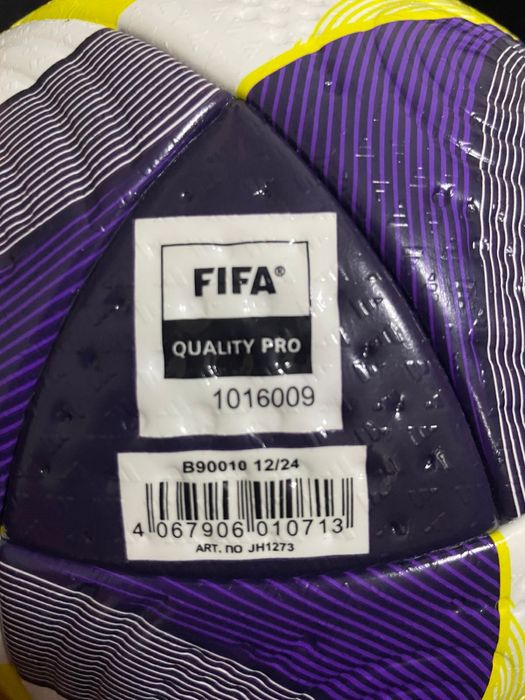 FIFA®
QUALITY PRO
1016009
B90010 12/24
4 067906 010713
ART. no JH1273